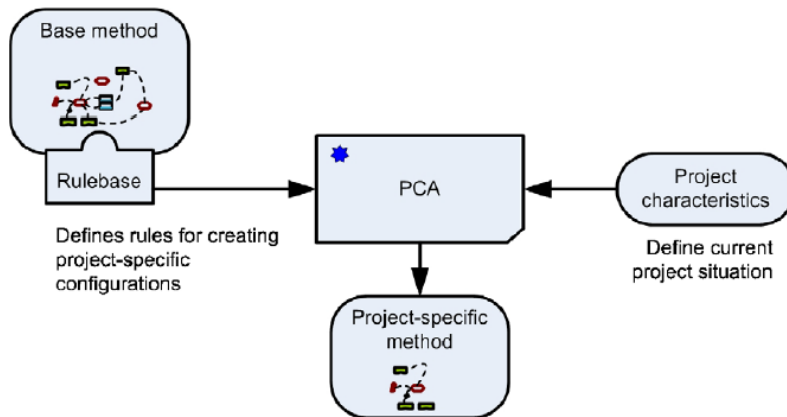 Base method
Rulebase
Defines rules for creating
project-specific
configurations
PCA
Project
characteristics
Define current
project situation
Project-specific
method